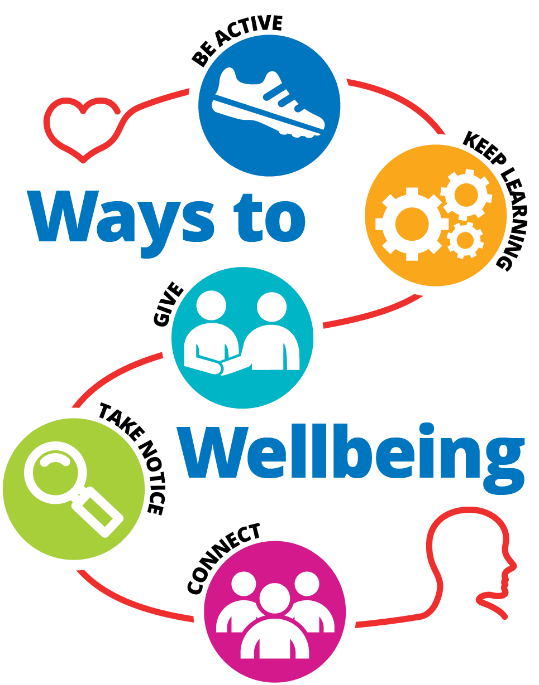 BE ACTIVE
KEEP LEARNING
Ways to
GIVE
TAKE NOTICE
Wellbeing
CONNECT